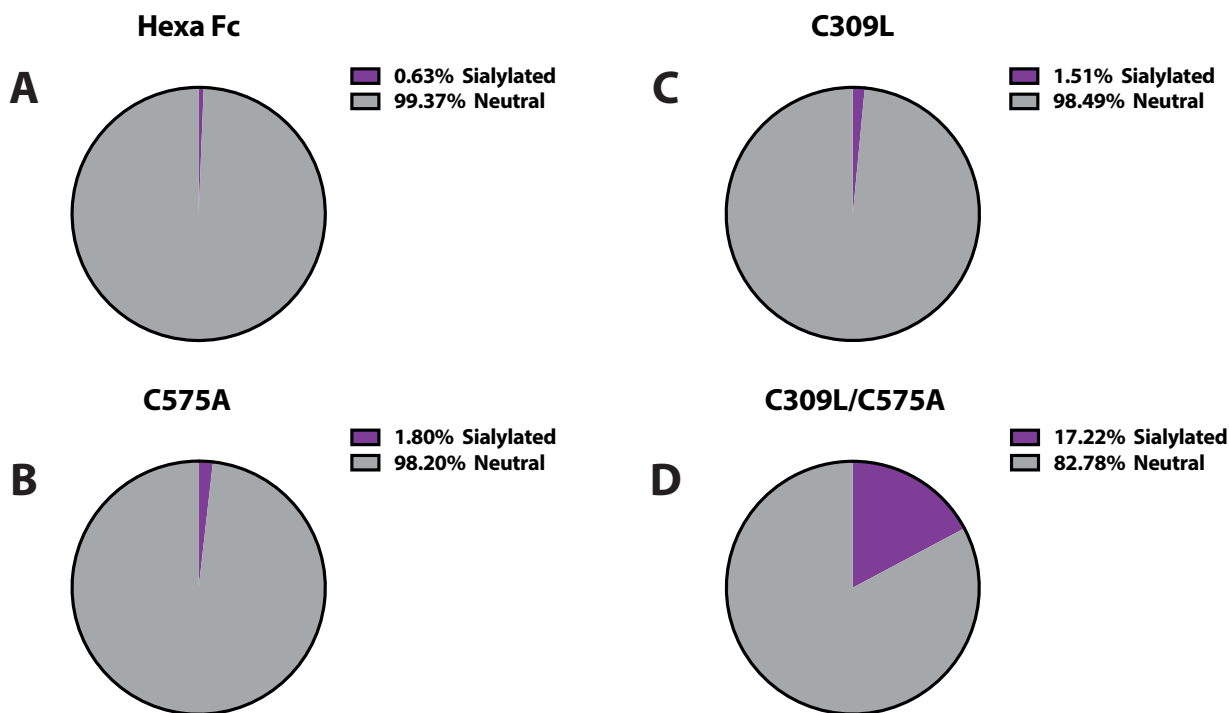 Hexa Fc
A
0.63% Sialylated
99.37% Neutral
C309L
C
1.51% Sialylated
98.49% Neutral
C575A
B
1.80% Sialylated
98.20% Neutral
C309L/C575A
D
17.22% Sialylated
82.78% Neutral